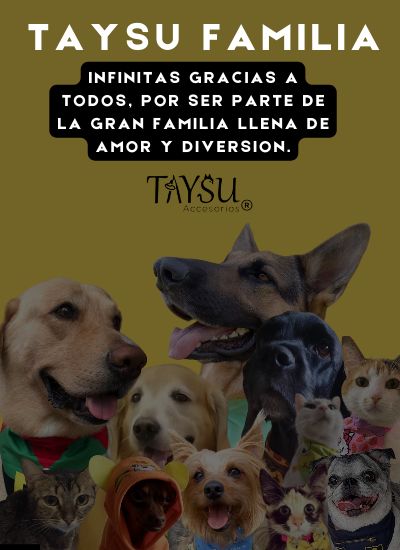 TAYSU FAMILIA
INFINITAS GRACIAS A
TODOS, POR SER PARTE DE
LA GRAN FAMILIA LLENA DE
AMOR Y DIVERSION.
TAYSU
Accesorios®